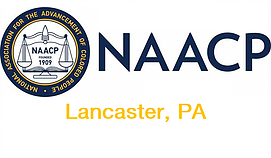 NATIONAL ASSOCIATION FOR THE ADVANCEMENT OF COLORED PEOPLE
NAACP
FOUNDED
1909
NAACP
Lancaster, PA